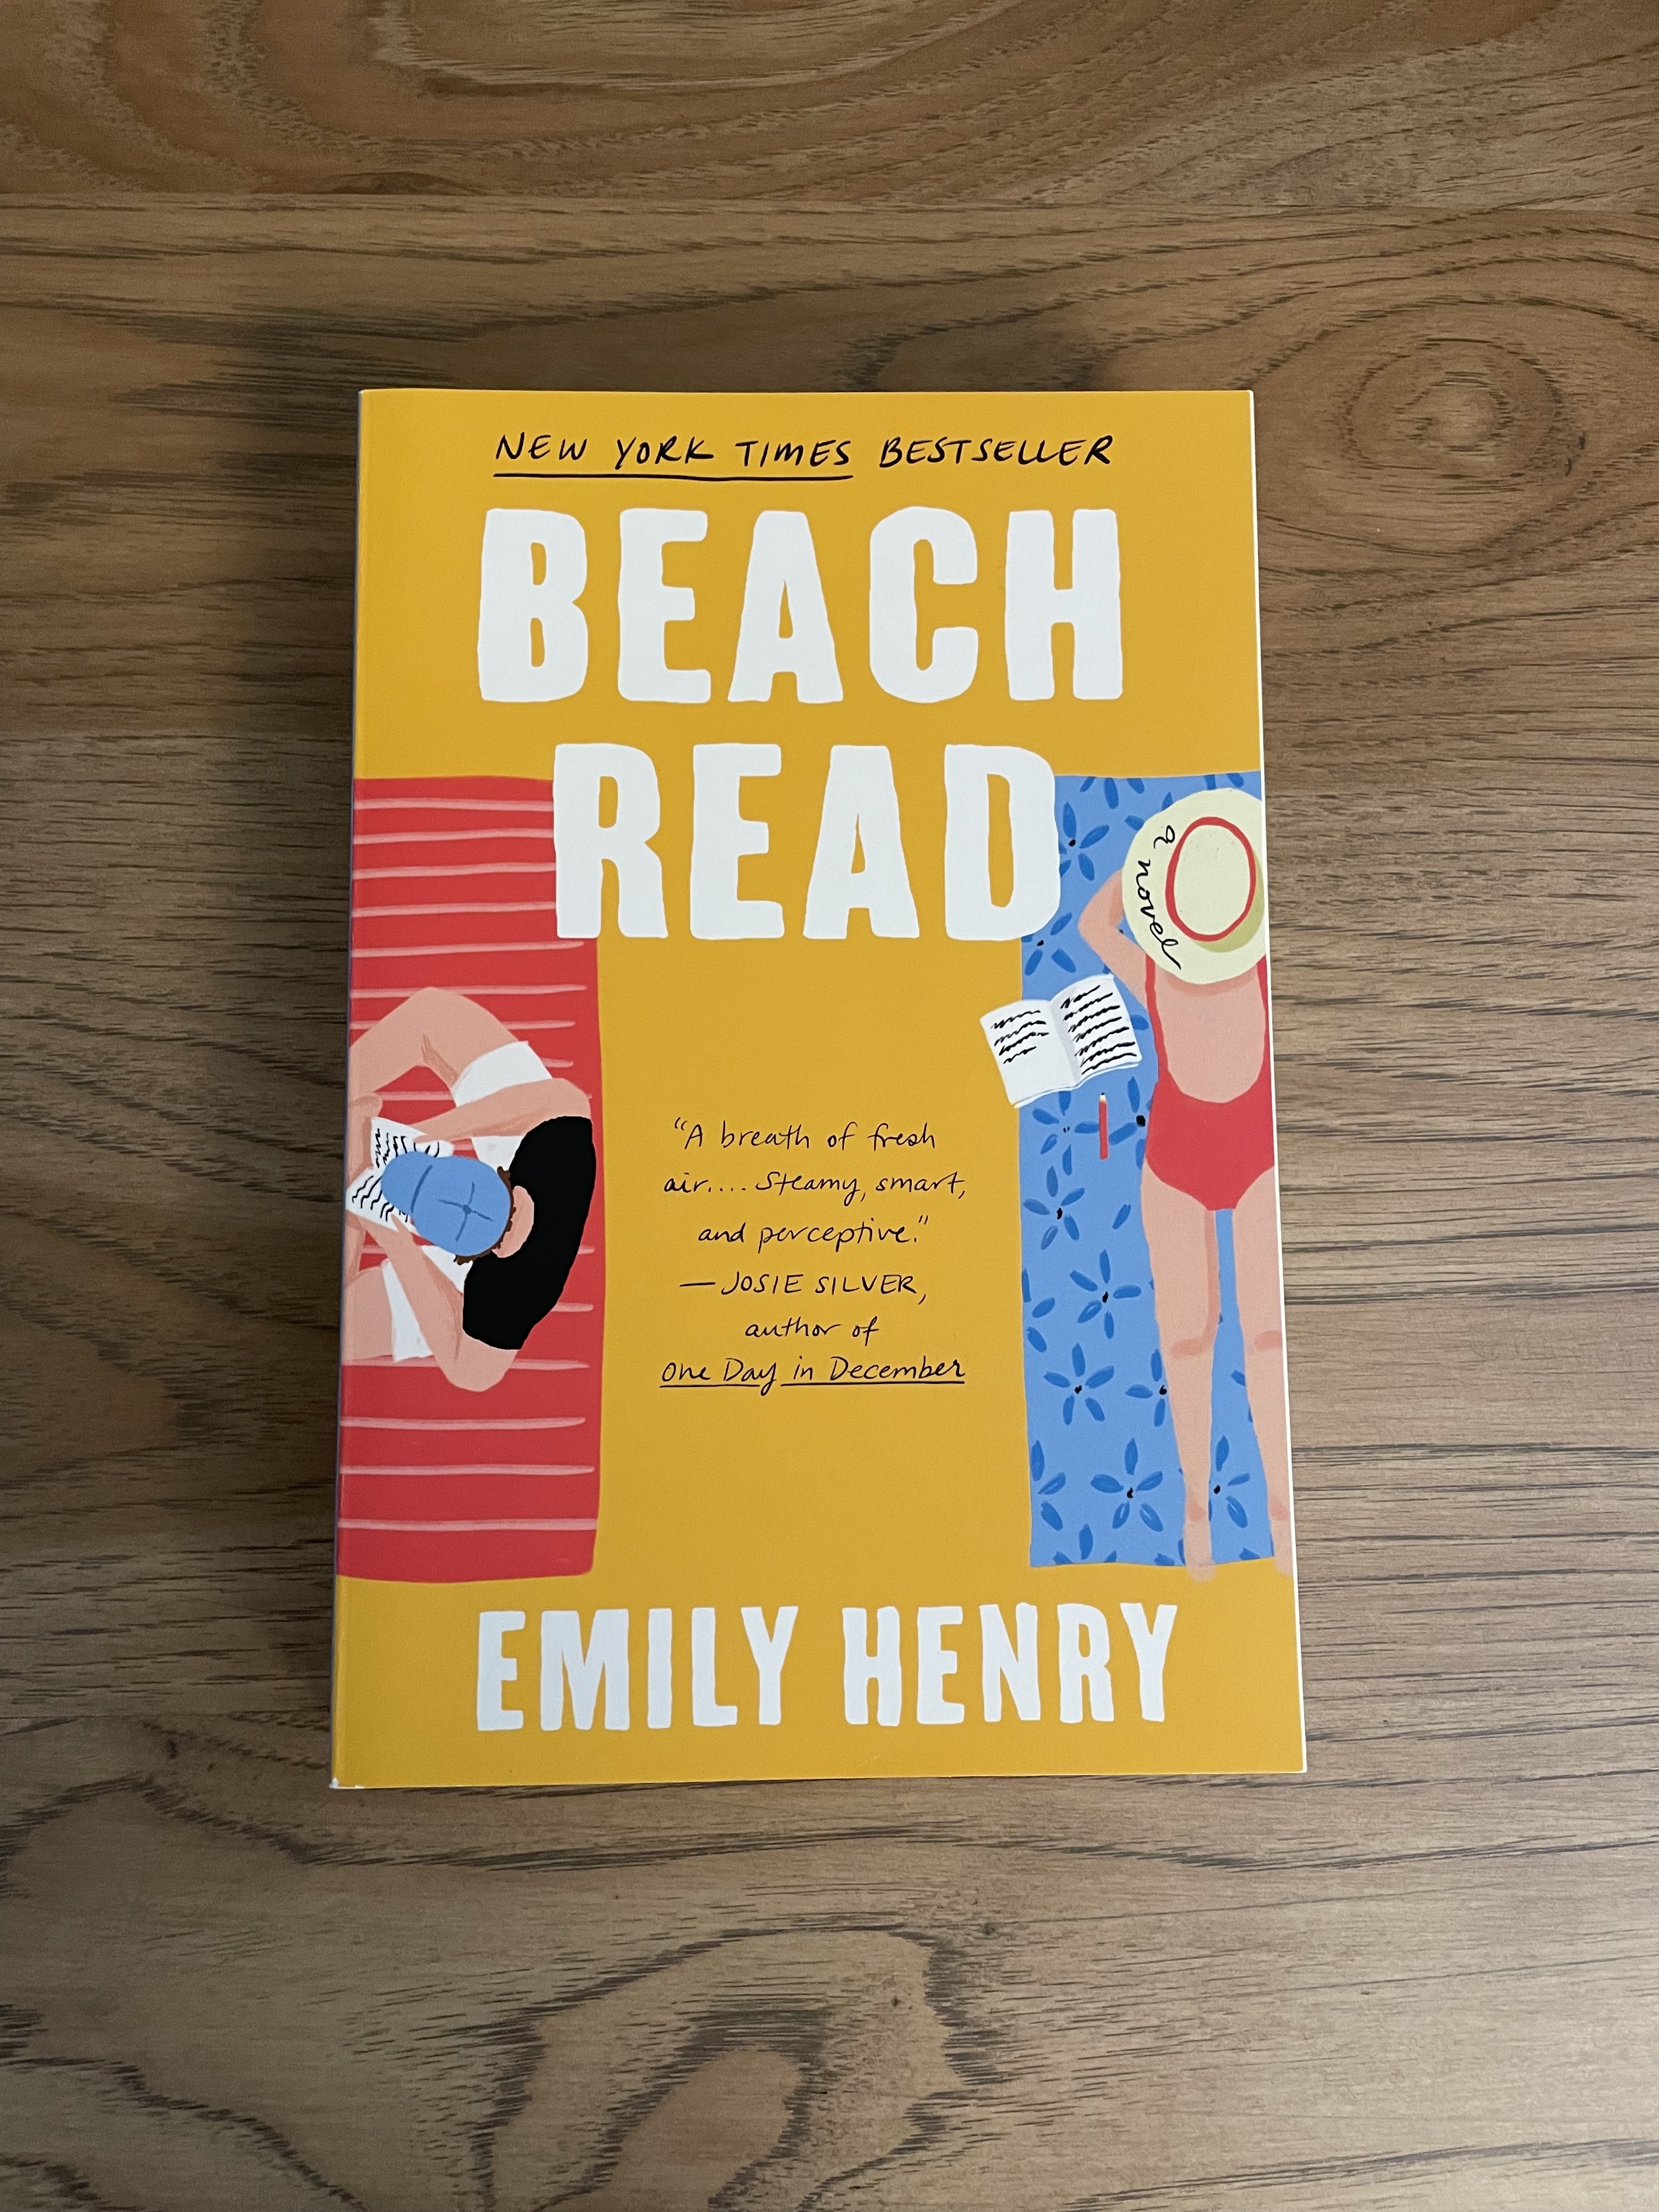 NEW YORK TIMES BESTSELLER
BEACH
READ
a novel
“A breath of fresh
air.... Steamy, smart,
and perceptive.”
— JOSIE SILVER,
author of
One Day in December
EMILY HENRY